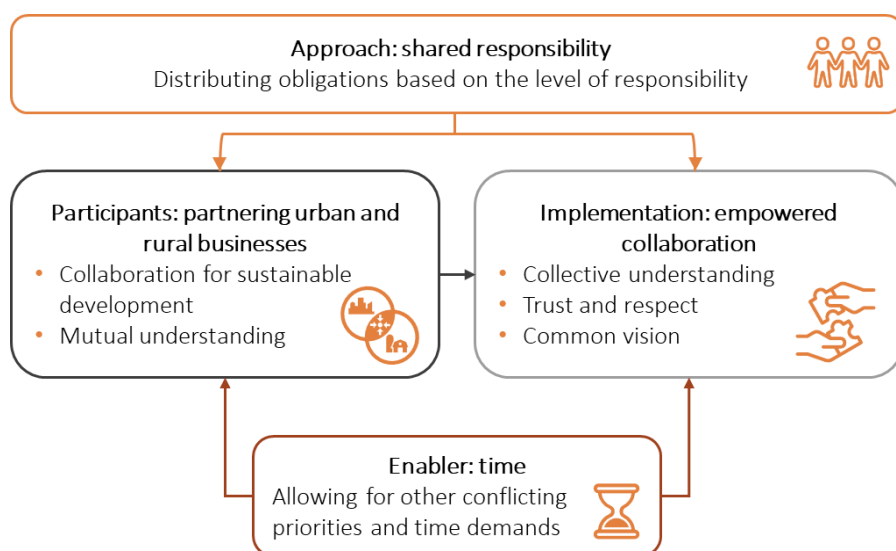 Approach: shared responsibility
Distributing obligations based on the level of responsibility
Participants: partnering urban and
rural businesses
• Collaboration for sustainable
development
• Mutual understanding
Implementation: empowered
collaboration
• Collective understanding
• Trust and respect
• Common vision
Enabler: time
Allowing for other conflicting
priorities and time demands